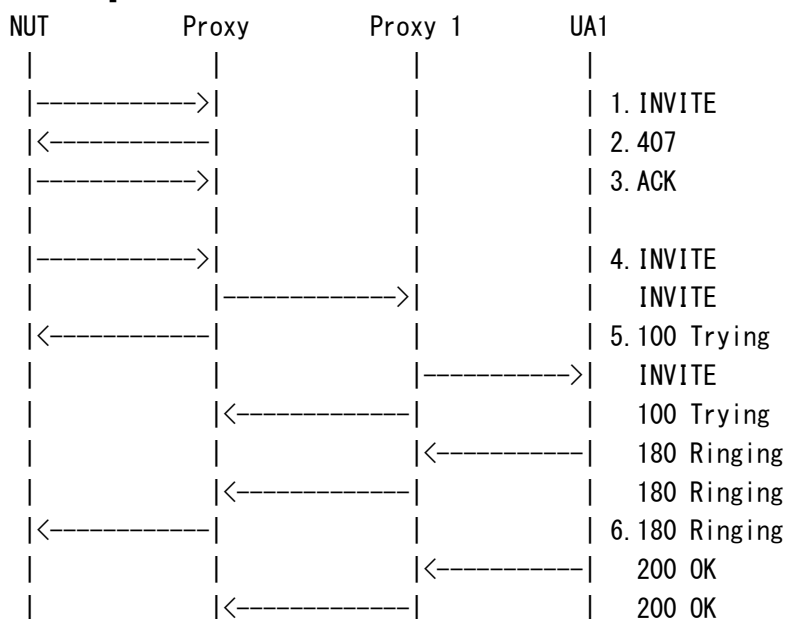 NUT Proxy Proxy 1 UA1
1. INVITE
2. 407
3. ACK
4. INVITE
INVITE
5. 100 Trying
INVITE
100 Trying
180 Ringing
180 Ringing
6. 180 Ringing
200 OK
200 OK